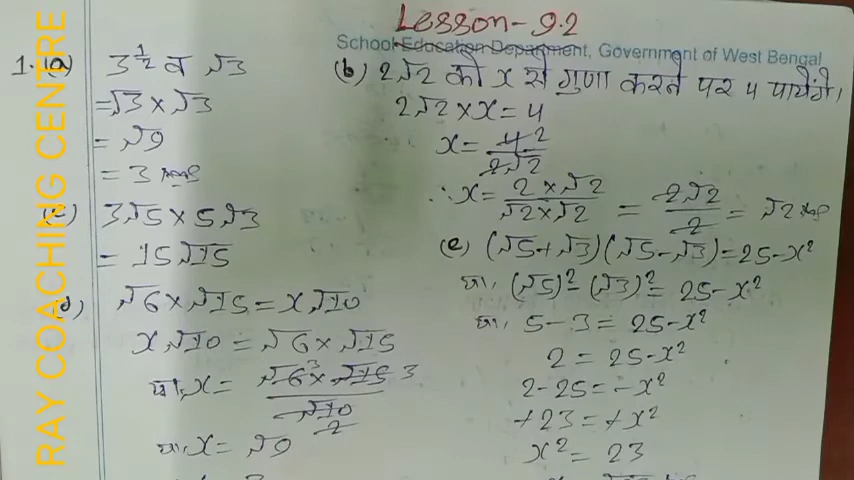 Lesson-9.2
School Education Department, Government of West Bengal
RAY COACHING CENTRE
1. (a) 3^½ व √3
= √3 × √3
= √9
= 3
(b) 2√2 को x से गुणा करने पर 4 पायेंगे।
2√2 × x = 4
x = 4 2 / 2√2
∴ x = 2×√2 / √2×√2 = 2√2 / 2 = √2
(c) 3√5 × 5√3
= 15√15
(d) √6 × √15 = x√10
x√10 = √6 × √15
या, x = √6 3 × √15 3 / √10 2
या, x = √9
(e) (√5+√3)(√5-√3) = 25-x²
या, (√5)² - (√3)² = 25-x²
या, 5-3 = 25-x²
2 = 25-x²
2-25 = -x²
+23 = +x²
x² = 23